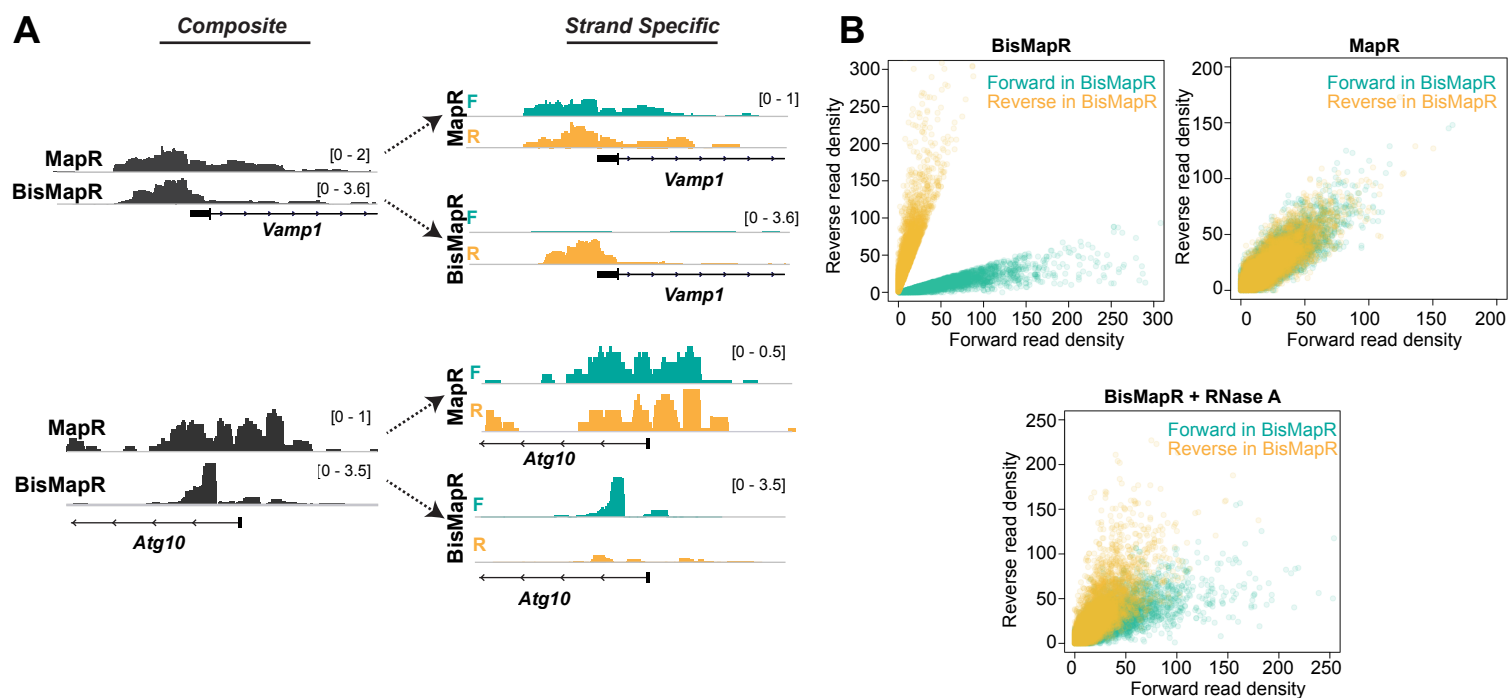 A
Composite
Strand Specific
MapR
[0 - 2]
BisMapR
[0 - 3.6]
Vamp1
MapR
F
[0 - 1]
R
Vamp1
BisMapR
F
[0 - 3.6]
R
Vamp1
MapR
[0 - 1]
BisMapR
[0 - 3.5]
Atg10
MapR
F
[0 - 0.5]
R
Atg10
BisMapR
F
[0 - 3.5]
R
Atg10
B
BisMapR
Forward in BisMapR
Reverse in BisMapR
Reverse read density
300
250
200
150
100
50
0
0 50 100 150 200 250 300
Forward read density
MapR
Forward in BisMapR
Reverse in BisMapR
Reverse read density
200
150
100
50
0
0 50 100 150 200
Forward read density
BisMapR + RNase A
Forward in BisMapR
Reverse in BisMapR
Reverse read density
250
200
150
100
50
0
0 50 100 150 200 250
Forward read density